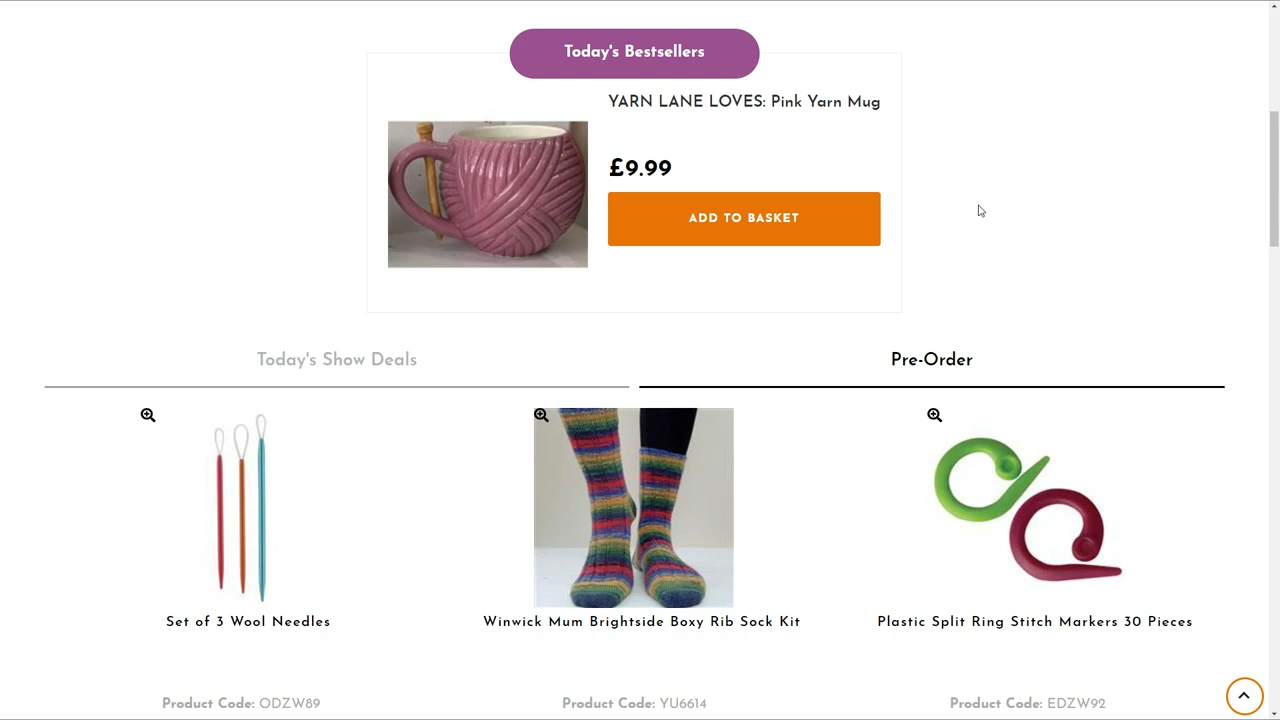 Today's Bestsellers
YARN LANE LOVES: Pink Yarn Mug
£9.99
ADD TO BASKET
Today's Show Deals
Pre-Order
Set of 3 Wool Needles
Winwick Mum Brightside Boxy Rib Sock Kit
Plastic Split Ring Stitch Markers 30 Pieces
Product Code: ODZW89
Product Code: YU6614
Product Code: EDZW92